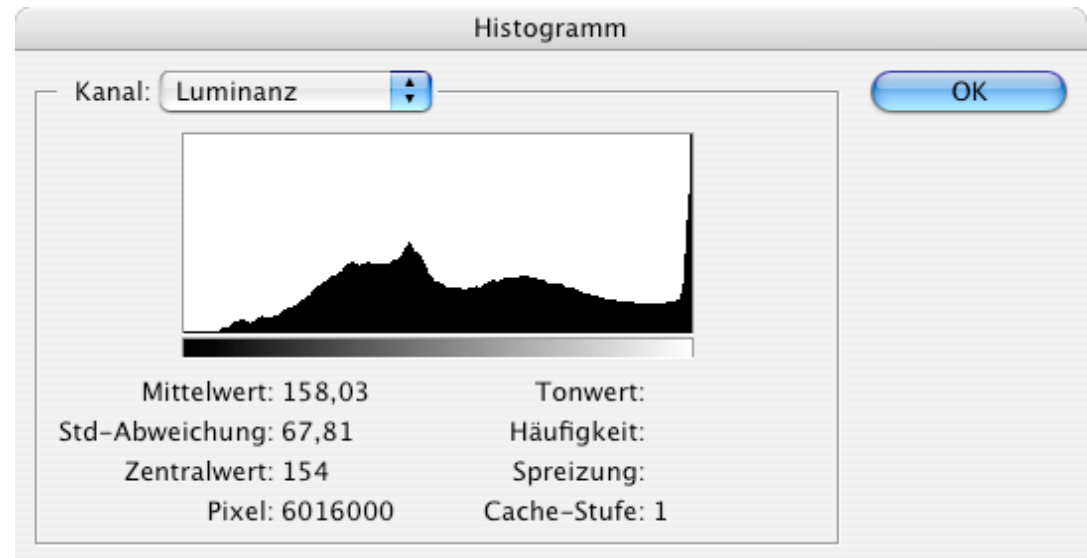 Histogramm
Kanal: Luminanz
OK
Mittelwert: 158,03
Tonwert:
Std-Abweichung: 67,81
Häufigkeit:
Zentralwert: 154
Spreizung:
Pixel: 6016000
Cache-Stufe: 1